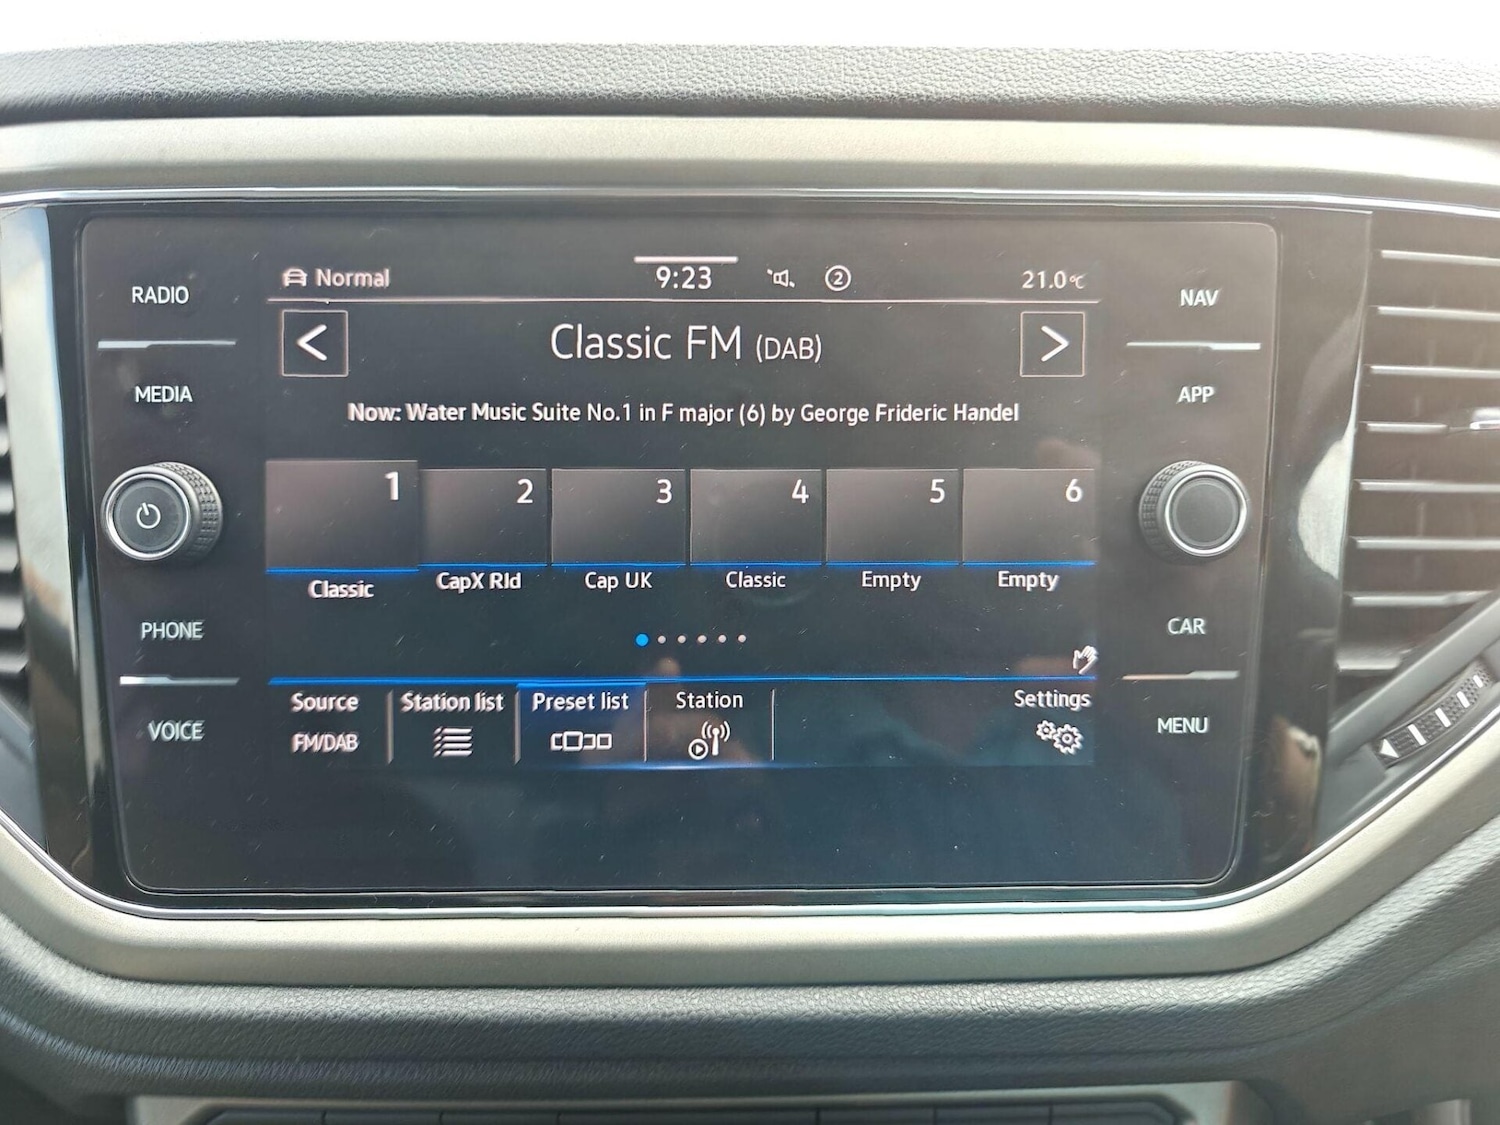 RADIO
MEDIA
PHONE
VOICE
Normal
9:23
2
21.0°C
Classic FM (DAB)
Now: Water Music Suite No.1 in F major (6) by George Frideric Handel
1 2 3 4 5 6
Classic CapX Rld Cap UK Classic Empty Empty
Source Station list Preset list Station Settings
FM/DAB
NAV
APP
CAR
MENU